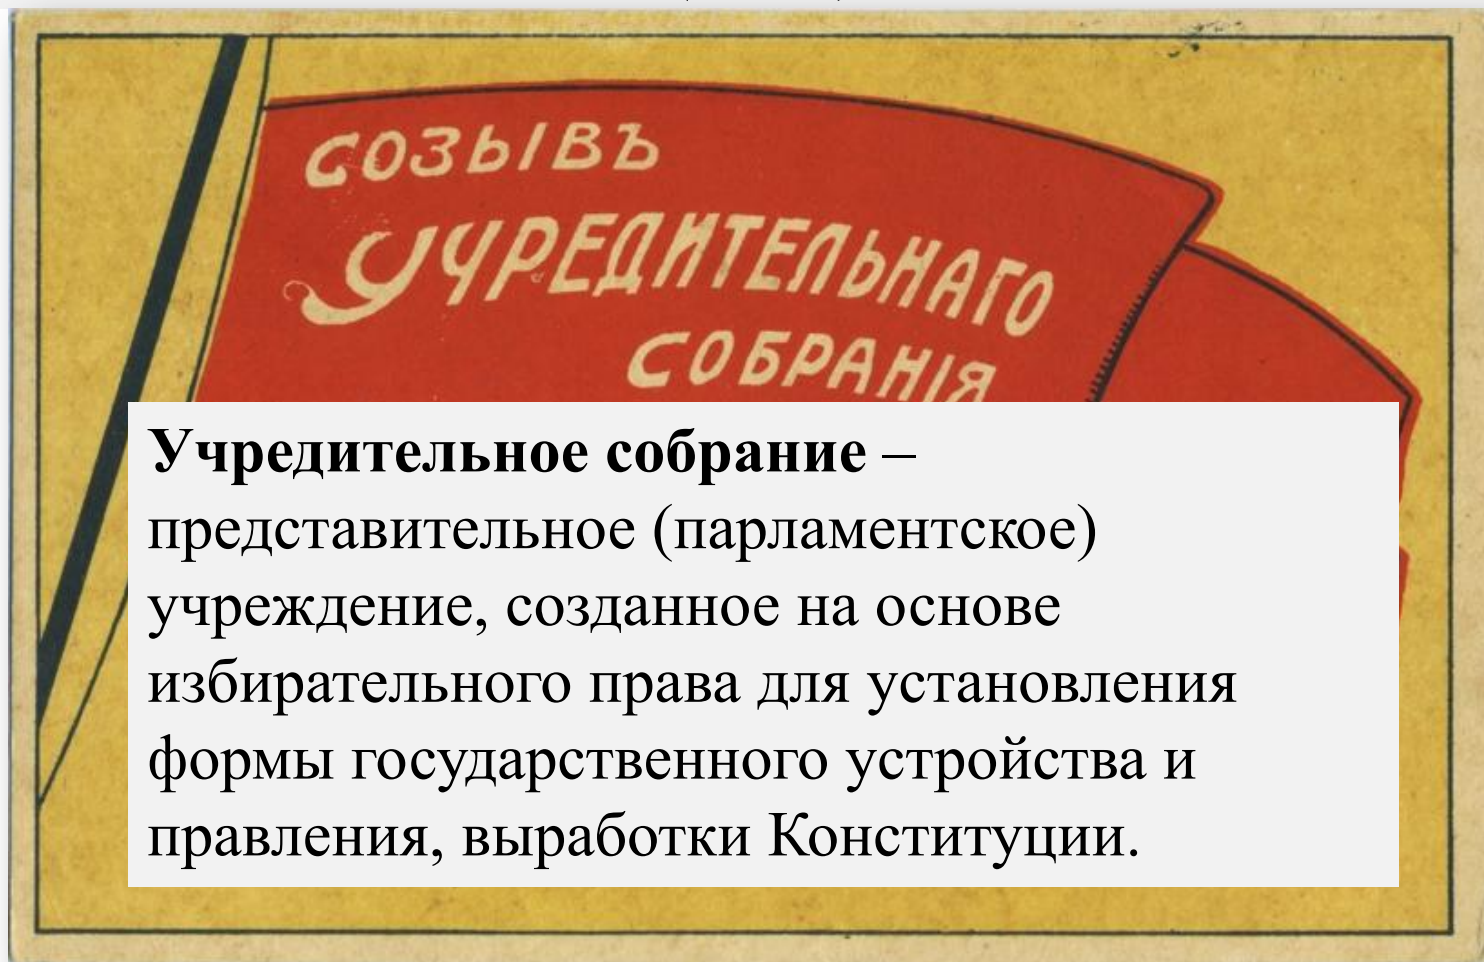 СОЗЫВЪ
УЧРЕДИТЕЛЬНАГО
СОБРАНІЯ
Учредительное собрание –
представительное (парламентское)
учреждение, созданное на основе
избирательного права для установления
формы государственного устройства и
правления, выработки Конституции.